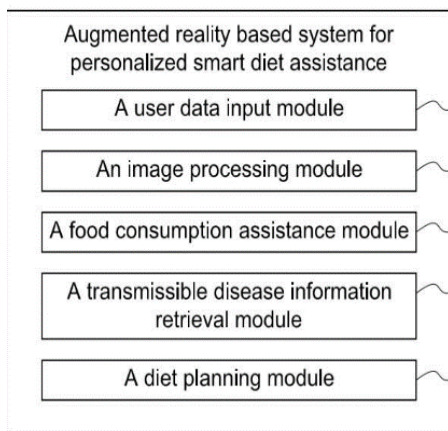 Augmented reality based system for
personalized smart diet assistance
A user data input module
An image processing module
A food consumption assistance module
A transmissible disease information
retrieval module
A diet planning module